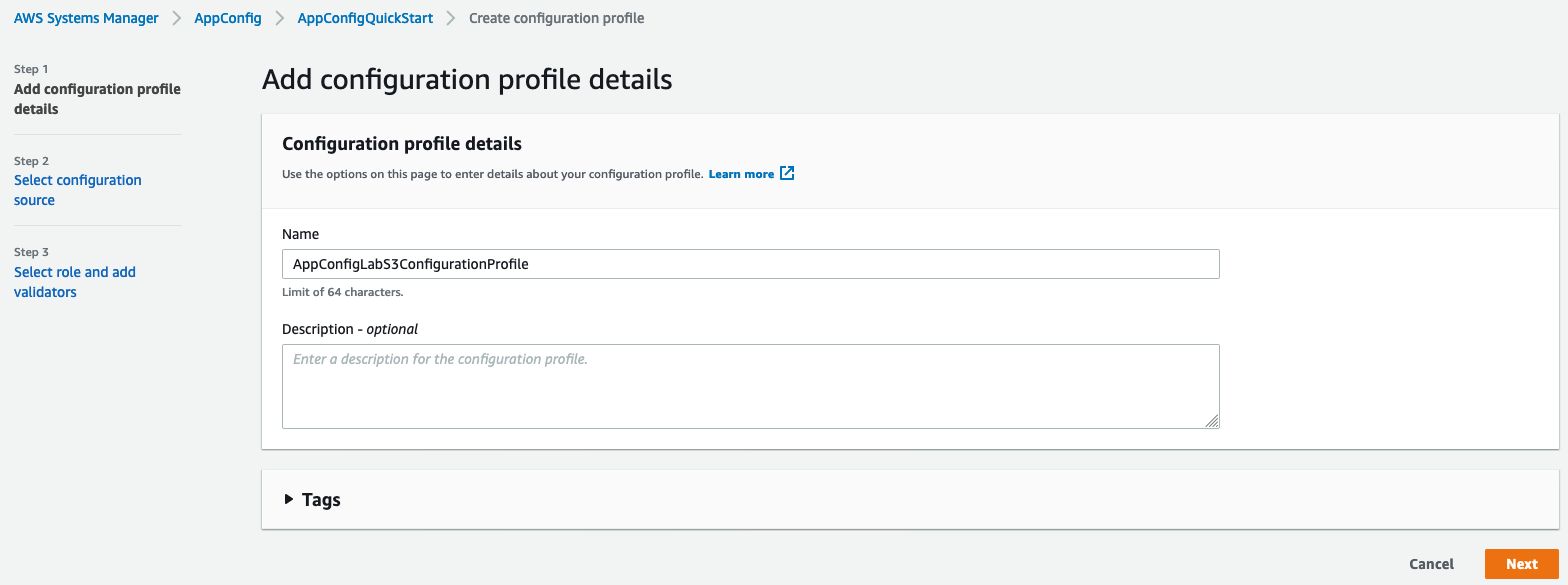 AWS Systems Manager > AppConfig > AppConfigQuickStart > Create configuration profile
Step 1
Add configuration profile
details
Step 2
Select configuration
source
Step 3
Select role and add
validators
Add configuration profile details
Configuration profile details
Use the options on this page to enter details about your configuration profile. Learn more
Name
AppConfigLabS3ConfigurationProfile
Limit of 64 characters.
Description - optional
Enter a description for the configuration profile.
Tags
Cancel
Next